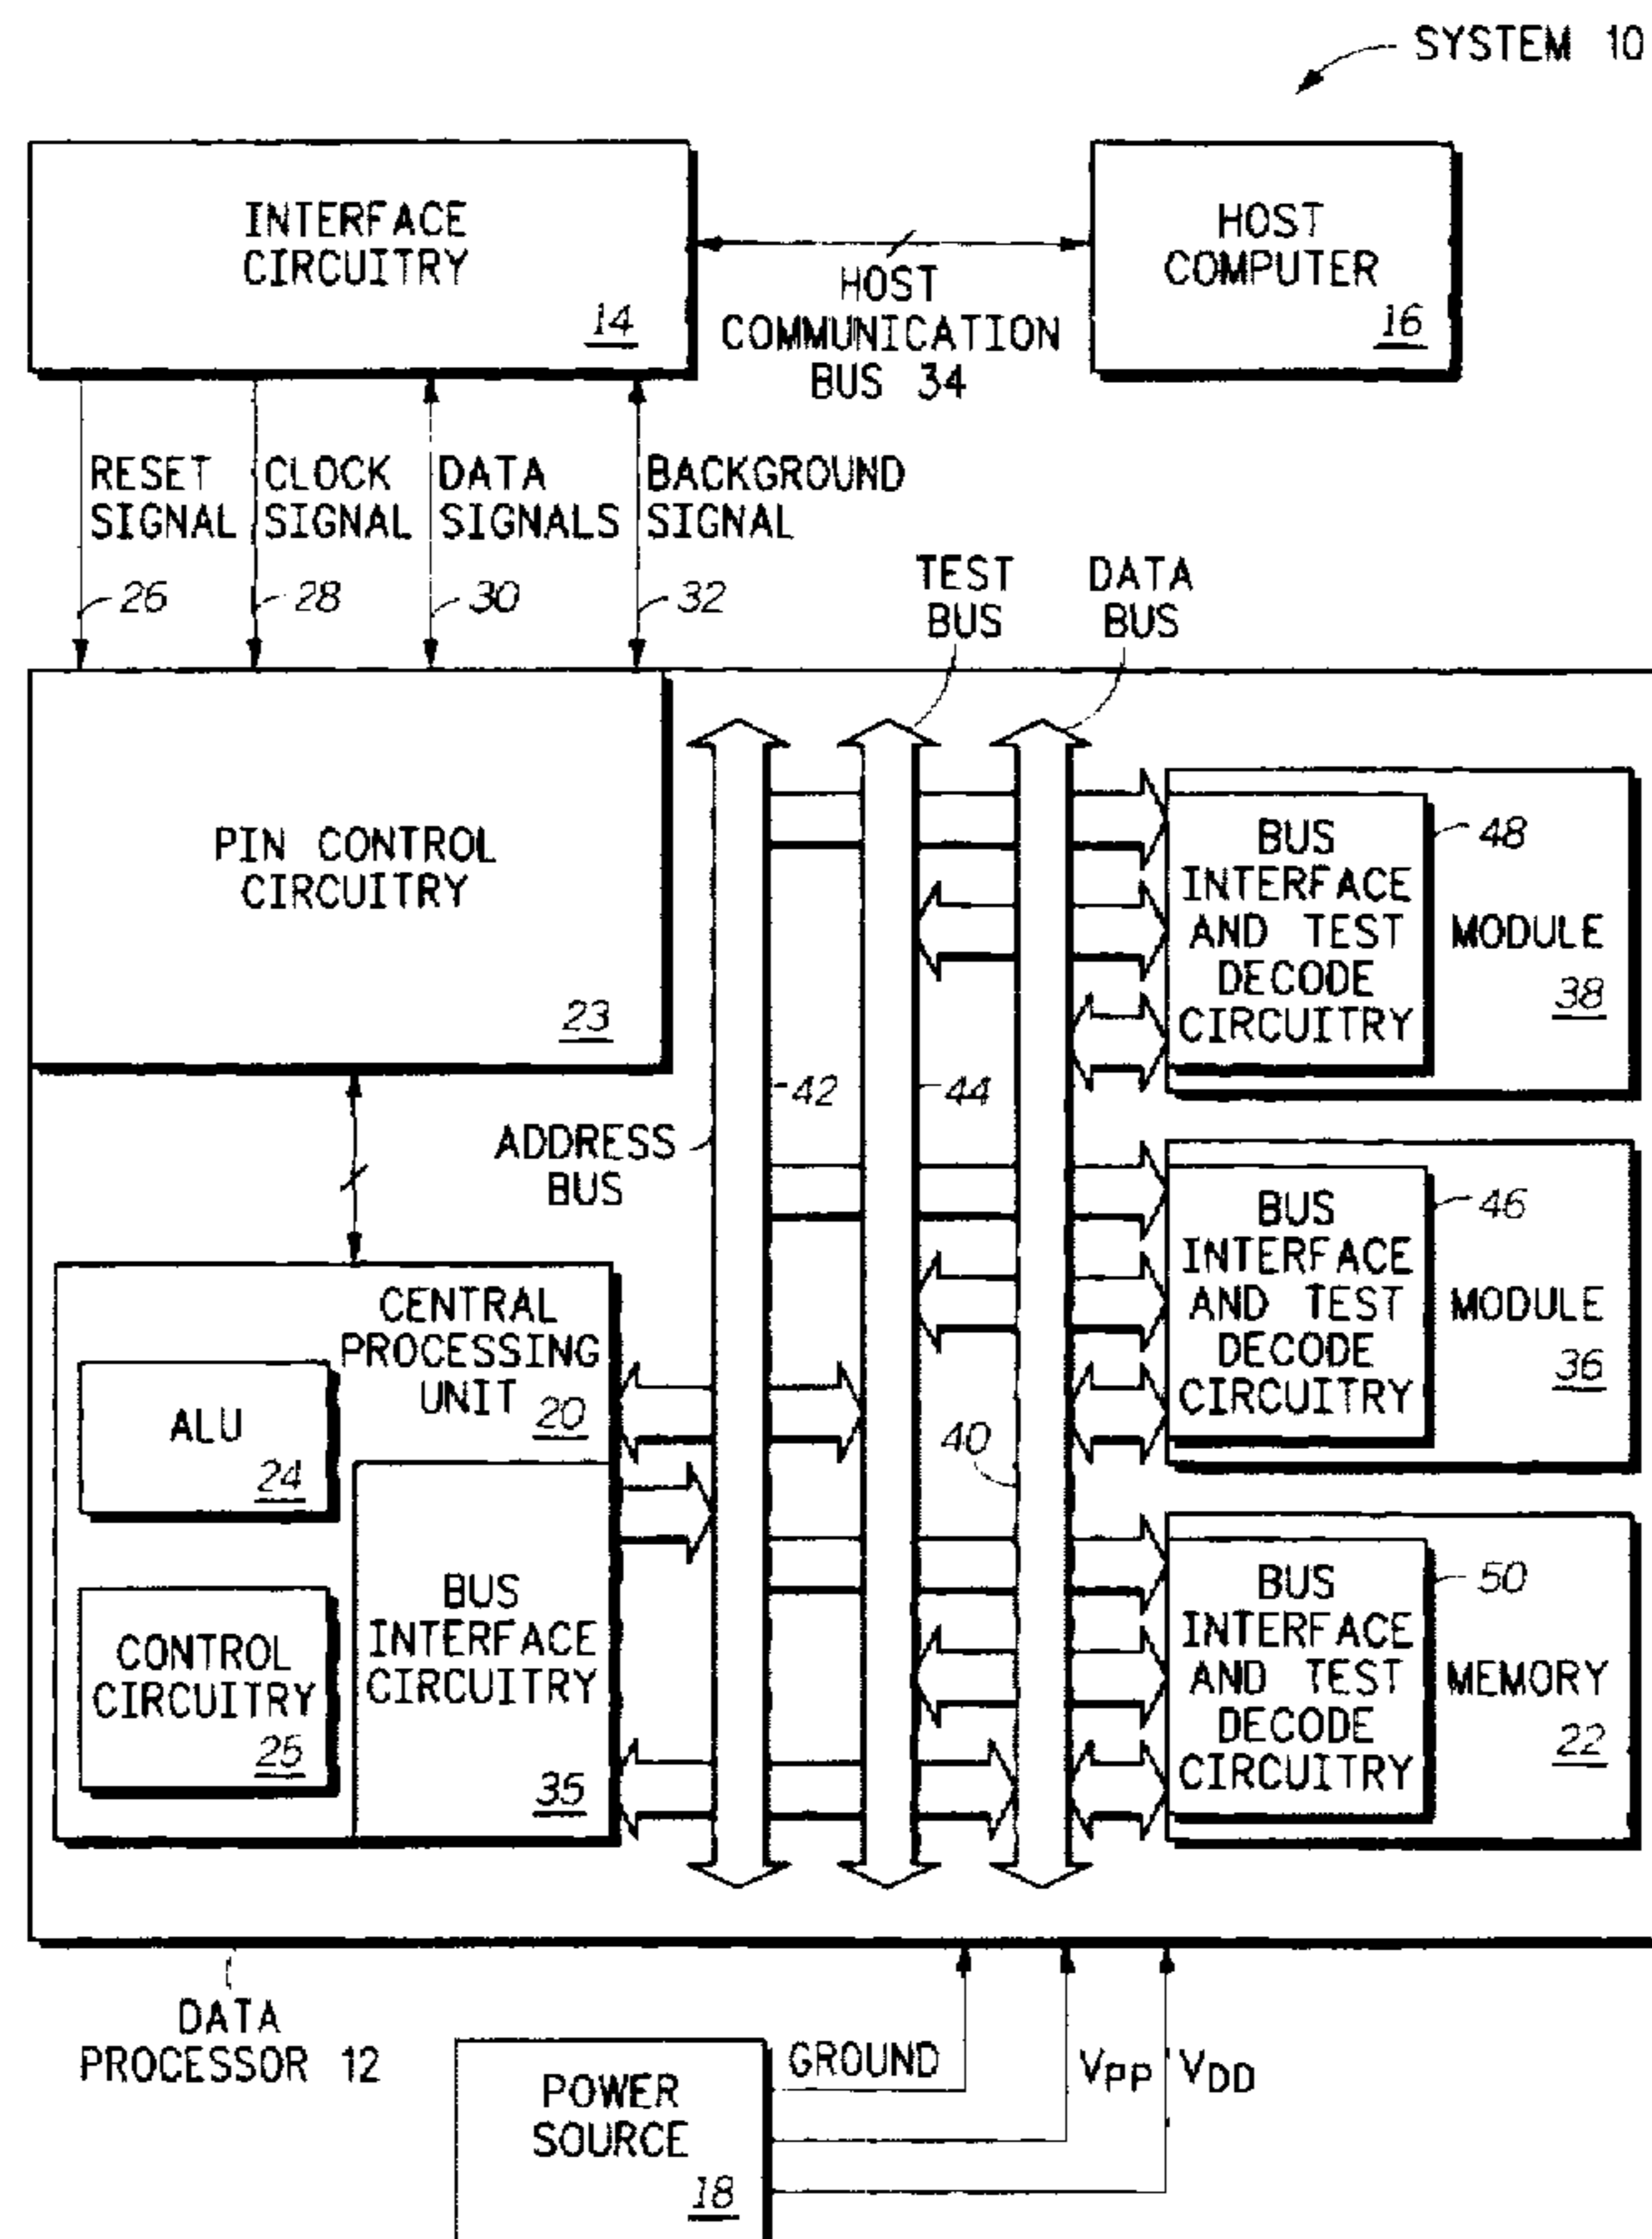 SYSTEM 10
INTERFACE
CIRCUITRY
14
HOST
COMMUNICATION
BUS 34
HOST
COMPUTER
16
RESET
SIGNAL
26
CLOCK
SIGNAL
28
DATA
SIGNALS
30
BACKGROUND
SIGNAL
32
TEST
BUS
DATA
BUS
PIN CONTROL
CIRCUITRY
23
ADDRESS
BUS
42
44
40
BUS
INTERFACE
AND TEST
DECODE
CIRCUITRY
48
MODULE
38
BUS
INTERFACE
AND TEST
DECODE
CIRCUITRY
46
MODULE
36
CENTRAL
PROCESSING
UNIT
20
ALU
24
CONTROL
CIRCUITRY
25
BUS
INTERFACE
CIRCUITRY
35
BUS
INTERFACE
AND TEST
DECODE
CIRCUITRY
50
MEMORY
22
DATA
PROCESSOR 12
POWER
SOURCE
18
GROUND
VPP
VDD